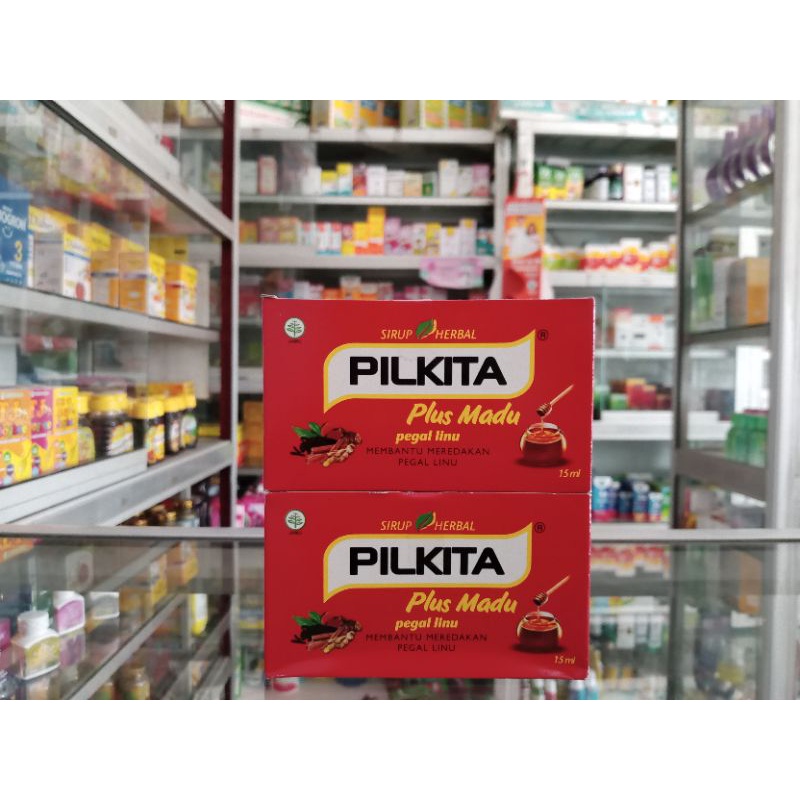 SIRUP HERBAL
PILKITA ®
Plus Madu
pegal linu
MEMBANTU MEREDAKAN
PEGAL LINU
15 ml
SIRUP HERBAL
PILKITA ®
Plus Madu
pegal linu
MEMBANTU MEREDAKAN
PEGAL LINU
15 ml
3